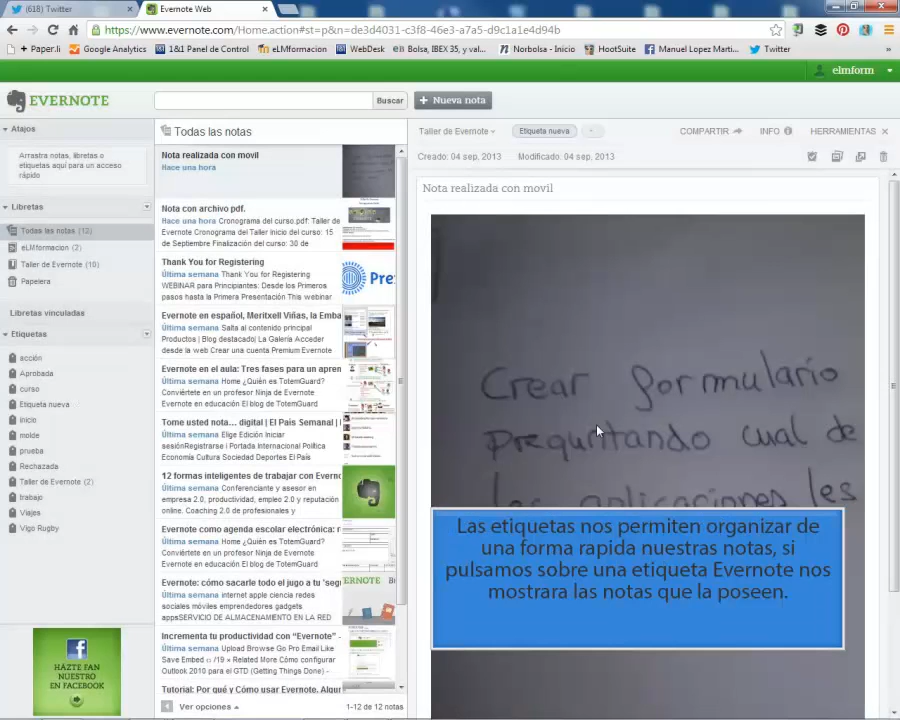 (618) Twitter
Evernote Web
https://www.evernote.com/Home.action#st=p&n=de3d4031-c3f8-46e3-a7a5-d9c1a1e4d94b
+ Paper.li
Google Analytics
1&1 Panel de Control
eLMformacion
WebDesk
Bolsa, IBEX 35, y val...
Norbolsa - Inicio
HootSuite
Manuel Lopez Marti...
Twitter
elmform
EVERNOTE
Buscar
+ Nueva nota
Atajos
Arrastra notas, libretas o
etiquetas aquí para un acceso
rápido
Libretas
Todas las notas (12)
eLMformacion (2)
Taller de Evernote (10)
Papelera
Libretas vinculadas
Etiquetas
acción
Aprobada
curso
Etiqueta nueva
inicio
molde
prueba
Rechazada
Taller de Evernote (2)
trabajo
Viajes
Vigo Rugby
HÁZTE FAN
NUESTRO
EN FACEBOOK
Todas las notas
Nota realizada con movil
Hace una hora
Nota con archivo pdf.
Hace una hora Cronograma del curso.pdf: Taller de
Evernote Cronograma del Taller Inicio del curso: 15
de Septiembre Finalización del curso: 30 de
Thank You for Registering
Última semana Thank You for Registering
WEBINAR para Principiantes: Desde los Primeros
pasos hasta la Primera Presentación This webinar
Pre
Evernote en español, Meritxell Viñas, la Emba
Última semana Salta al contenido principal
Productos | Blog destacado| La Galería Acceder
desde la web Crear una cuenta Premium Evernote
Evernote en el aula: Tres fases para un apren
Última semana Home ¿Quién es TotemGuard?
Conviértete en un profesor Ninja de Evernote
Evernote en educación El blog de TotemGuard
Tome usted nota... digital | El País Semanal |
Última semana Elige Edición Iniciar
sesiónRegistrarse i Portada Internacional Política
Economía Cultura Sociedad Deportes El País
12 formas inteligentes de trabajar con Everno
Última semana Conferenciante y asesor en
empresa 2.0, productividad, empleo 2.0 y reputación
online. Coaching 2.0 de profesionales y
Evernote como agenda escolar electrónica: r
Última semana Home ¿Quién es TotemGuard?
Conviértete en un profesor Ninja de Evernote
Evernote en educación El blog de TotemGuard
Evernote: cómo sacarle todo el jugo a tu 'seg
Última semana internet apple ciencia redes
sociales móviles emprendedores gadgets
appsSERVICIO DE ALMACENAMIENTO EN LA RED
ERNOTE
Incrementa tu productividad con "Evernote" -
Última semana Upload Browse Go Pro Email Like
Save Embed ‹› /19 × Related More Cómo configurar
Outlook 2010 para el GTD (Getting Things Done) -
Tutorial: Por qué y Cómo usar Evernote. Algur
Ver opciones
1-12 de 12 notas
Taller de Evernote
Etiqueta nueva
+
COMPARTIR
INFO
HERRAMIENTAS
Creado: 04 sep, 2013
Modificado: 04 sep, 2013
Nota realizada con movil
Crear formulario
preguntando cual de
las aplicaciones les
Las etiquetas nos permiten organizar de
una forma rapida nuestras notas, si
pulsamos sobre una etiqueta Evernote nos
mostrara las notas que la poseen.